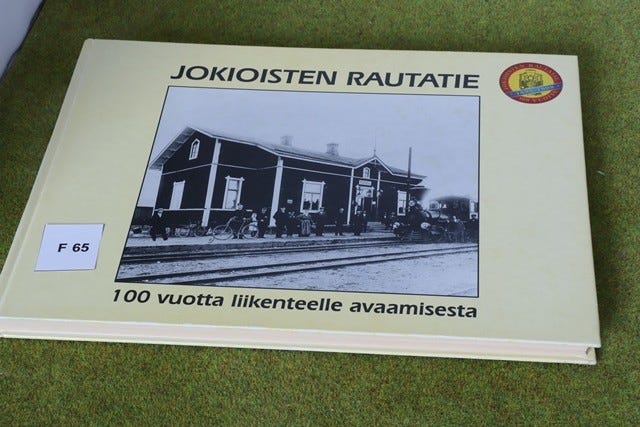 JOKIOISTEN RAUTATIE
F 65
100 vuotta liikenteelle avaamisesta